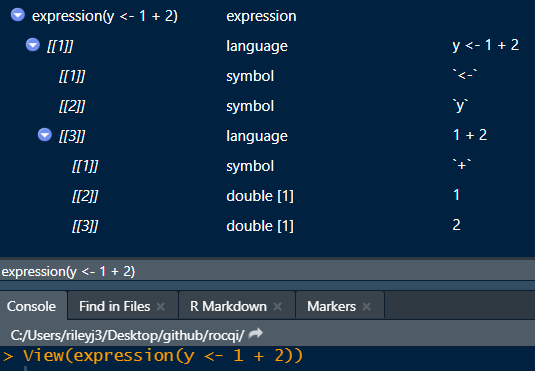 expression(y <- 1 + 2) expression
[[1]] language y <- 1 + 2
[[1]] symbol `<-`
[[2]] symbol `y`
[[3]] language 1 + 2
[[1]] symbol `+`
[[2]] double [1] 1
[[3]] double [1] 2
expression(y <- 1 + 2)
Console Find in Files × R Markdown × Markers ×
C:/Users/rileyj3/Desktop/github/rocqi/
> View(expression(y <- 1 + 2))